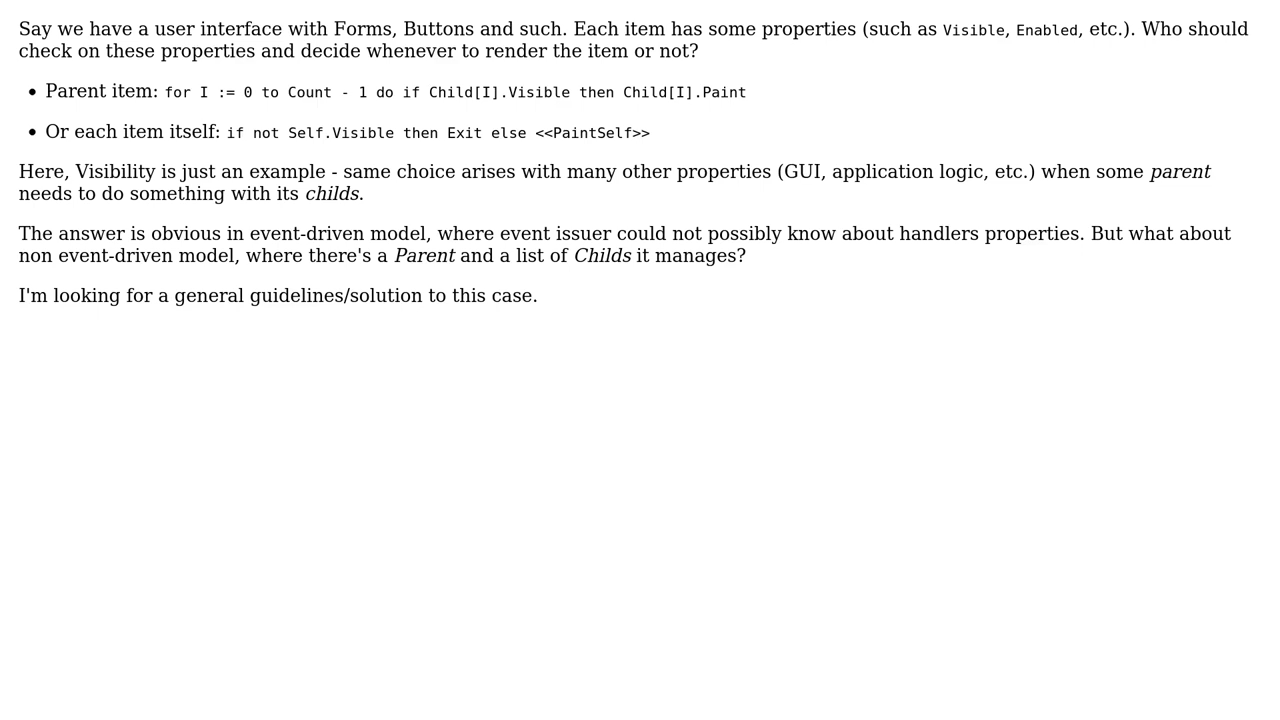 Say we have a user interface with Forms, Buttons and such. Each item has some properties (such as Visible, Enabled, etc.). Who should
check on these properties and decide whenever to render the item or not?
• Parent item: for I := 0 to Count - 1 do if Child[I].Visible then Child[I].Paint
• Or each item itself: if not Self.Visible then Exit else <<PaintSelf>>
Here, Visibility is just an example - same choice arises with many other properties (GUI, application logic, etc.) when some parent
needs to do something with its childs.
The answer is obvious in event-driven model, where event issuer could not possibly know about handlers properties. But what about
non event-driven model, where there's a Parent and a list of Childs it manages?
I'm looking for a general guidelines/solution to this case.